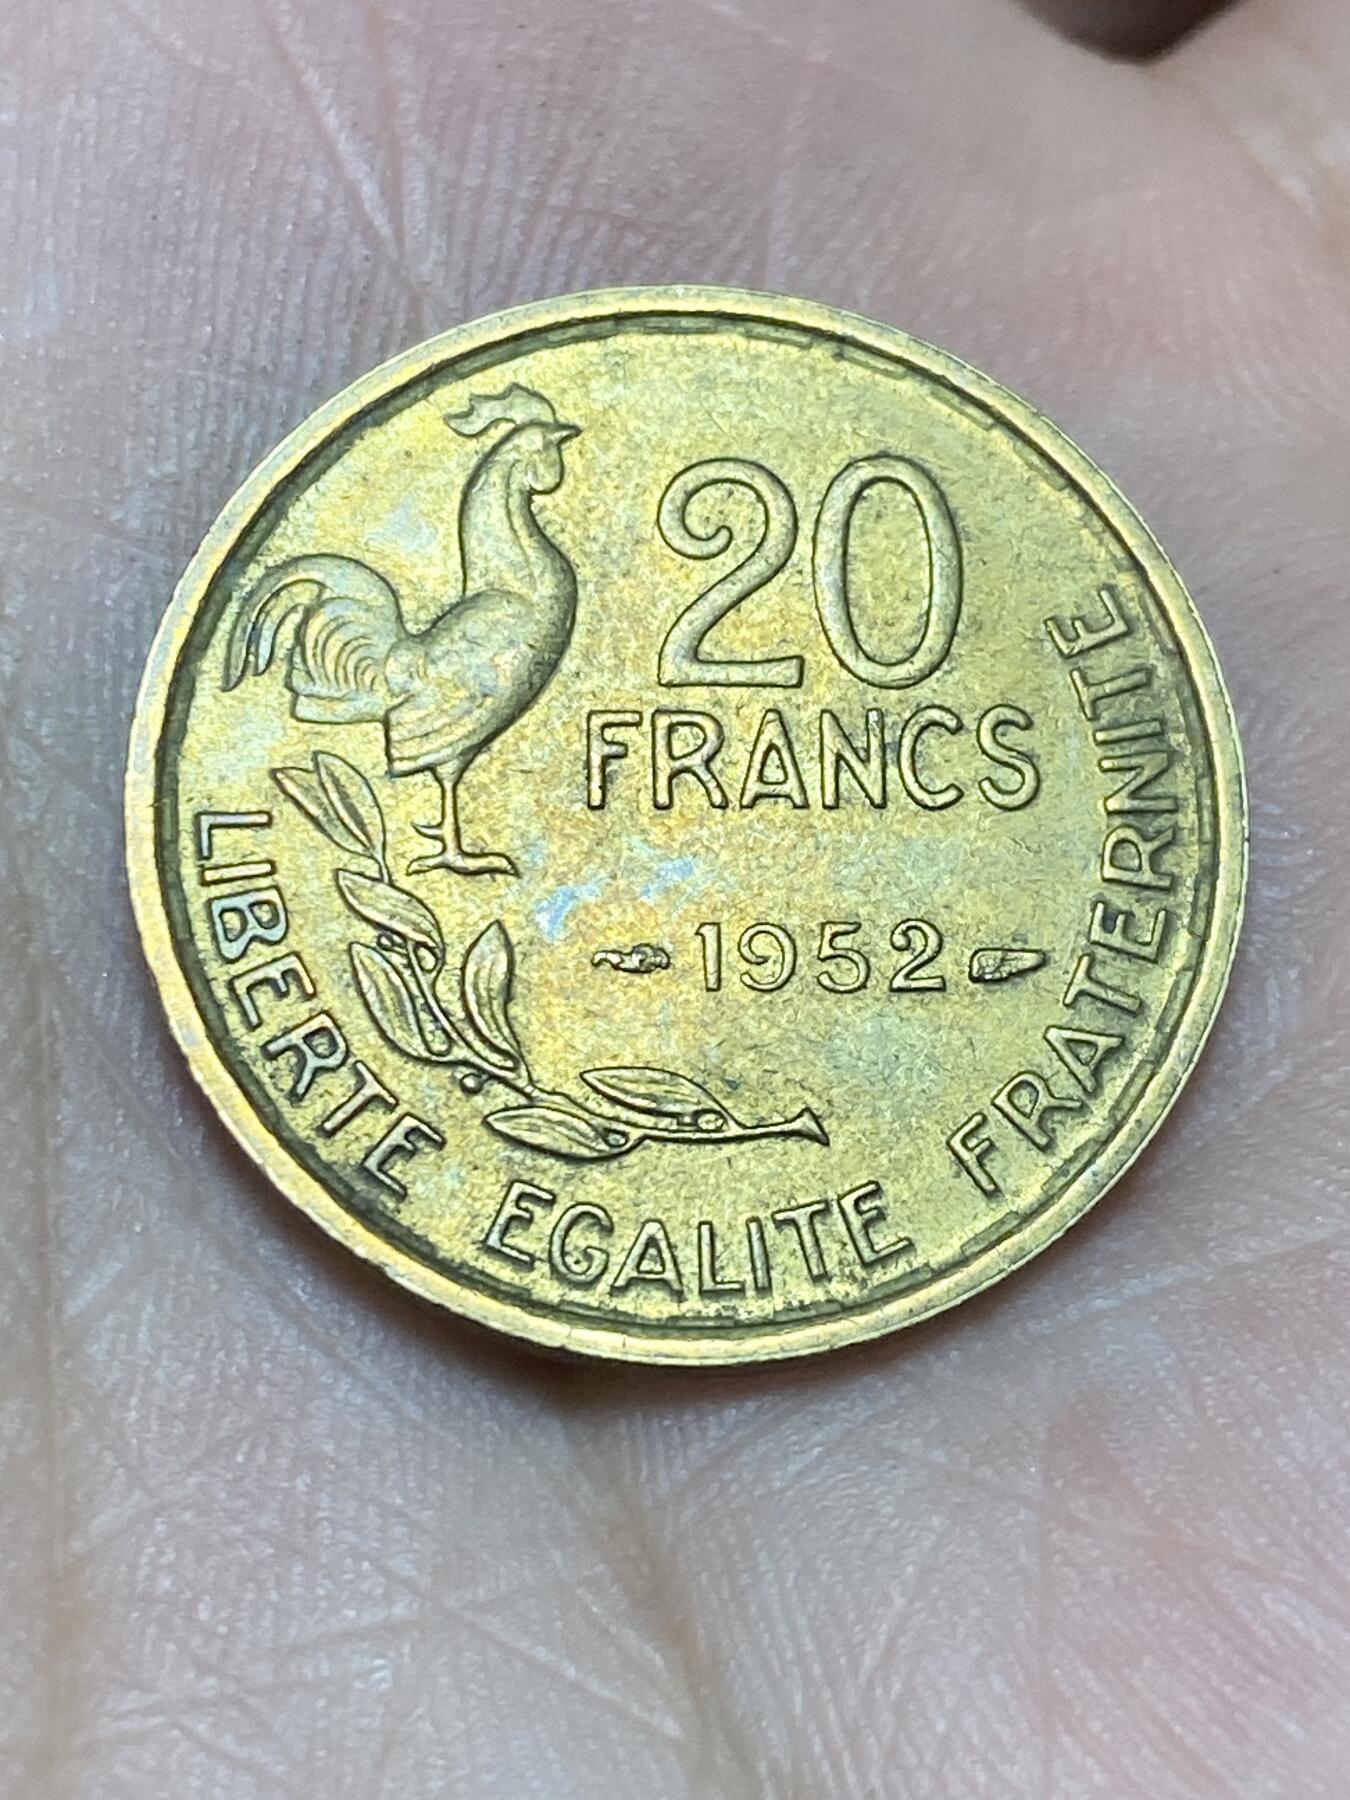 20
FRANCS
1952
LIBERTE EGALITE FRATERNITE